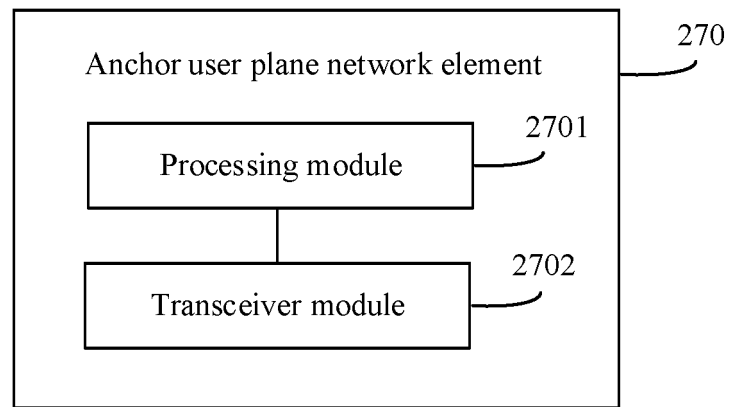 270
Anchor user plane network element
2701
Processing module
2702
Transceiver module